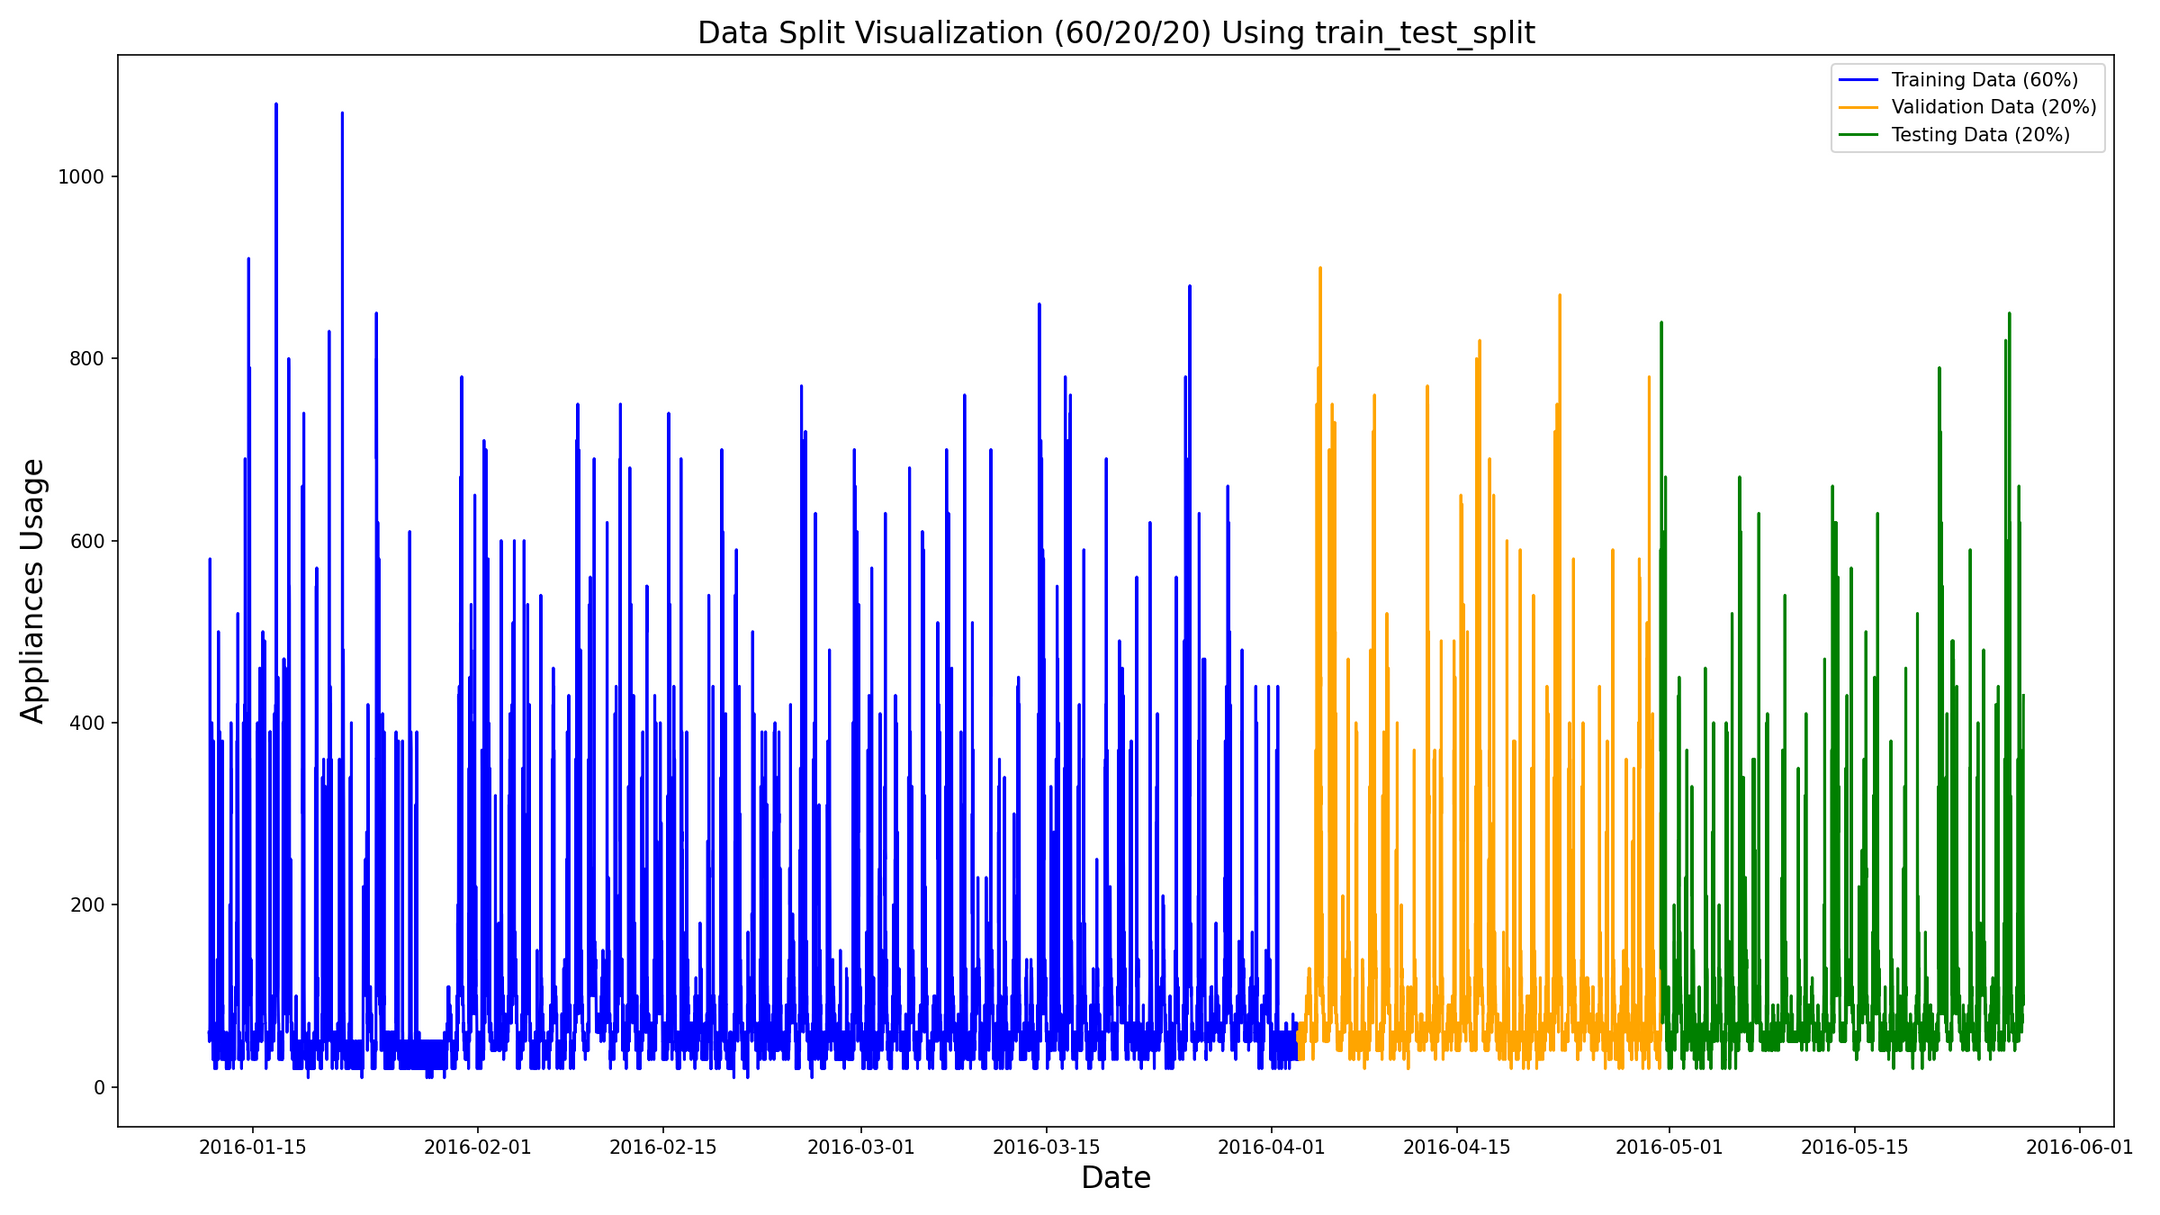 Data Split Visualization (60/20/20) Using train_test_split
Training Data (60%)
Validation Data (20%)
Testing Data (20%)
Appliances Usage
1000
800
600
400
200
0
2016-01-15
2016-02-01
2016-02-15
2016-03-01
2016-03-15
2016-04-01
2016-04-15
2016-05-01
2016-05-15
2016-06-01
Date